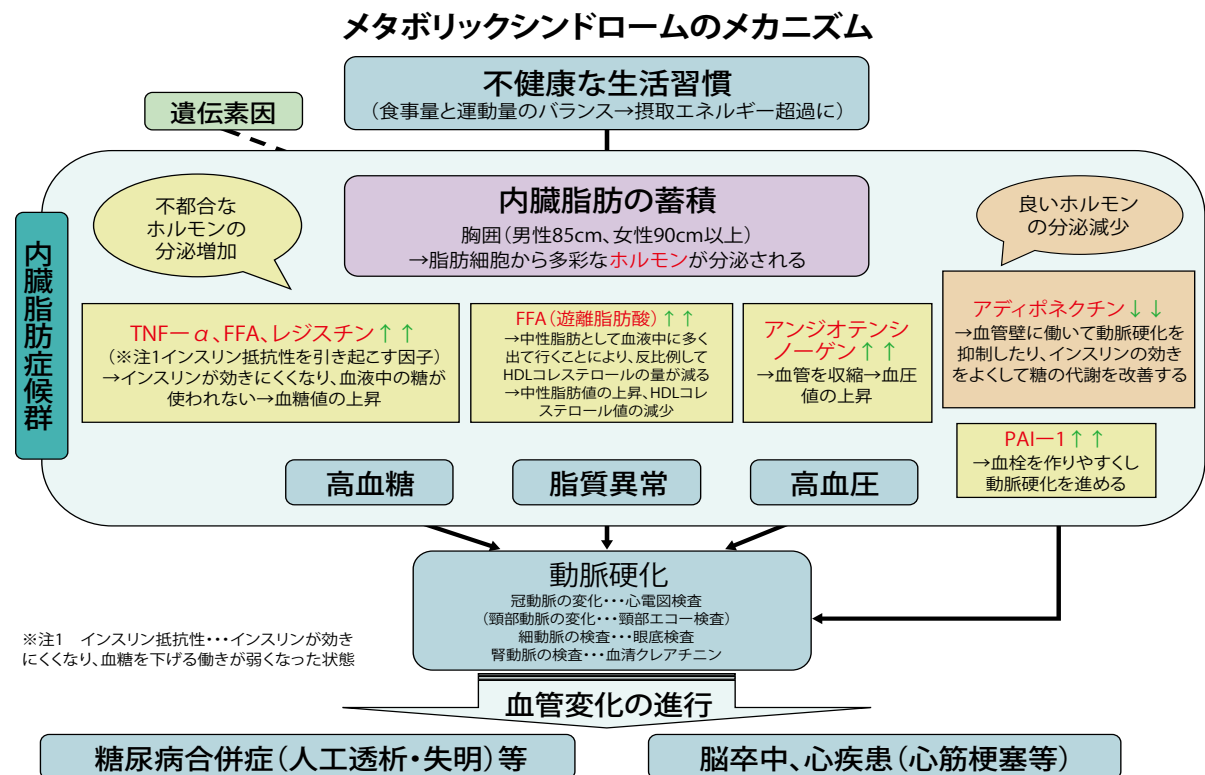 メタボリックシンドロームのメカニズム
不健康な生活習慣
(食事量と運動量のバランス→摂取エネルギー超過に)
遺伝素因
内臓脂肪症候群
不都合な
ホルモンの
分泌増加
内臓脂肪の蓄積
胸囲(男性85cm、女性90cm以上)
→脂肪細胞から多彩なホルモンが分泌される
良いホルモン
の分泌減少
TNFーα、FFA、レジスチン↑↑
(※注1インスリン抵抗性を引き起こす因子)
→インスリンが効きにくくなり、血液中の糖が
使われない→血糖値の上昇
FFA(遊離脂肪酸)↑↑
→中性脂肪として血液中に多く
出て行くことにより、反比例して
HDLコレステロールの量が減る
→中性脂肪値の上昇、HDLコレ
ステロール値の減少
アンジオテンシ
ノーゲン↑↑
→血管を収縮→血圧
値の上昇
アディポネクチン↓↓
→血管壁に働いて動脈硬化を
抑制したり、インスリンの効き
をよくして糖の代謝を改善する
PAIー1↑↑
→血栓を作りやすくし
動脈硬化を進める
高血糖
脂質異常
高血圧
動脈硬化
冠動脈の変化・・・心電図検査
(頸部動脈の変化・・・頸部エコー検査)
細動脈の検査・・・眼底検査
腎動脈の検査・・・血清クレアチニン
※注1　インスリン抵抗性・・・インスリンが効き
にくくなり、血糖を下げる働きが弱くなった状態
血管変化の進行
糖尿病合併症(人工透析・失明)等
脳卒中、心疾患(心筋梗塞等)